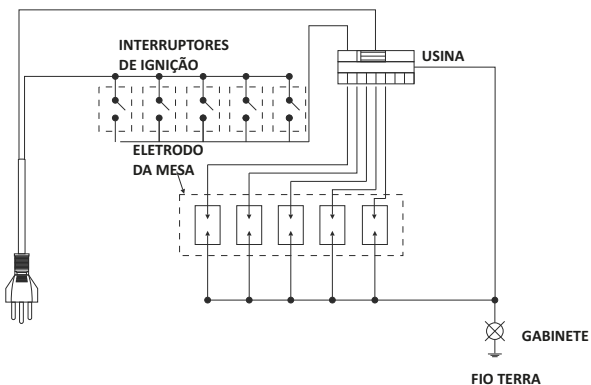 INTERRUPTORES
DE IGNIÇÃO
USINA
ELETRODO
DA MESA
GABINETE
FIO TERRA